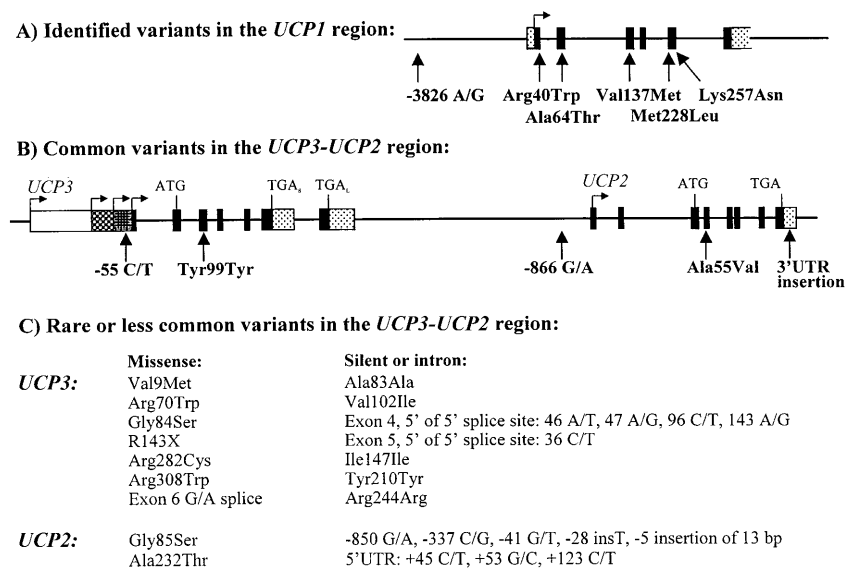 A) Identified variants in the UCP1 region:
-3826 A/G Arg40Trp Val137Met Lys257Asn
Ala64Thr Met228Leu
B) Common variants in the UCP3-UCP2 region:
UCP3 ATG TGAs TGAL UCP2 ATG TGA
-55 C/T Tyr99Tyr -866 G/A Ala55Val 3’UTR
insertion
C) Rare or less common variants in the UCP3-UCP2 region:
Missense: Silent or intron:
UCP3: Val9Met Ala83Ala
Arg70Trp Val102Ile
Gly84Ser Exon 4, 5’ of 5’ splice site: 46 A/T, 47 A/G, 96 C/T, 143 A/G
R143X Exon 5, 5’ of 5’ splice site: 36 C/T
Arg282Cys Ile147Ile
Arg308Trp Tyr210Tyr
Exon 6 G/A splice Arg244Arg
UCP2: Gly85Ser -850 G/A, -337 C/G, -41 G/T, -28 insT, -5 insertion of 13 bp
Ala232Thr 5’UTR: +45 C/T, +53 G/C, +123 C/T